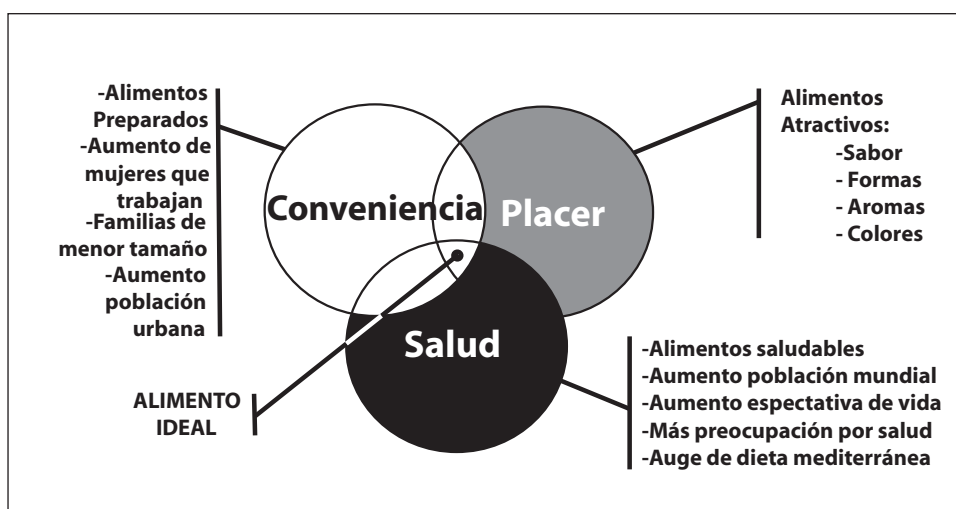 -Alimentos
Preparados
-Aumento de
mujeres que
trabajan
-Familias de
menor tamaño
-Aumento
población
urbana
Conveniencia
Placer
Alimentos
Atractivos:
-Sabor
- Formas
- Aromas
- Colores
Salud
ALIMENTO
IDEAL
-Alimentos saludables
-Aumento población mundial
-Aumento espectativa de vida
-Más preocupación por salud
-Auge de dieta mediterránea